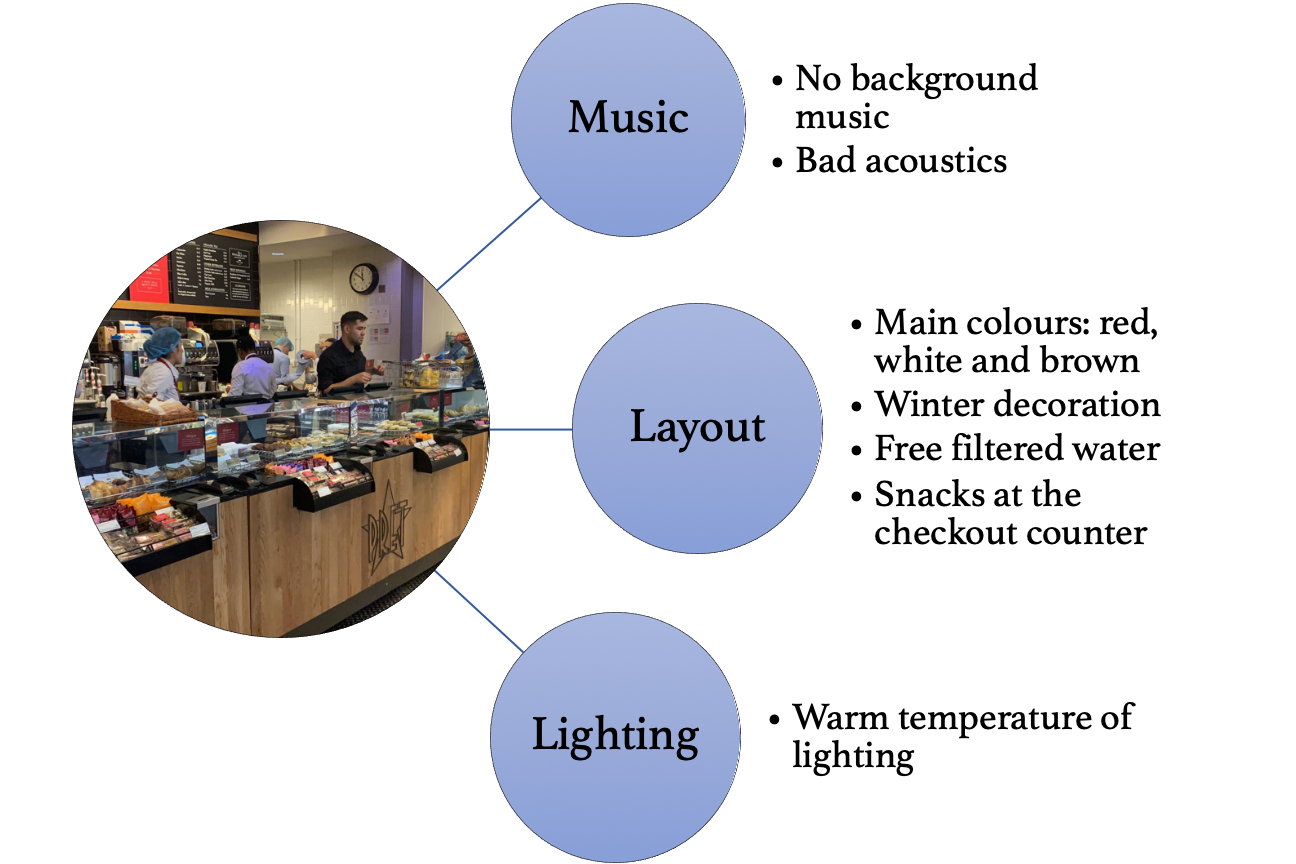 Music
• No background
music
• Bad acoustics
Layout
• Main colours: red,
white and brown
• Winter decoration
• Free filtered water
• Snacks at the
checkout counter
PRET
Lighting
• Warm temperature of
lighting